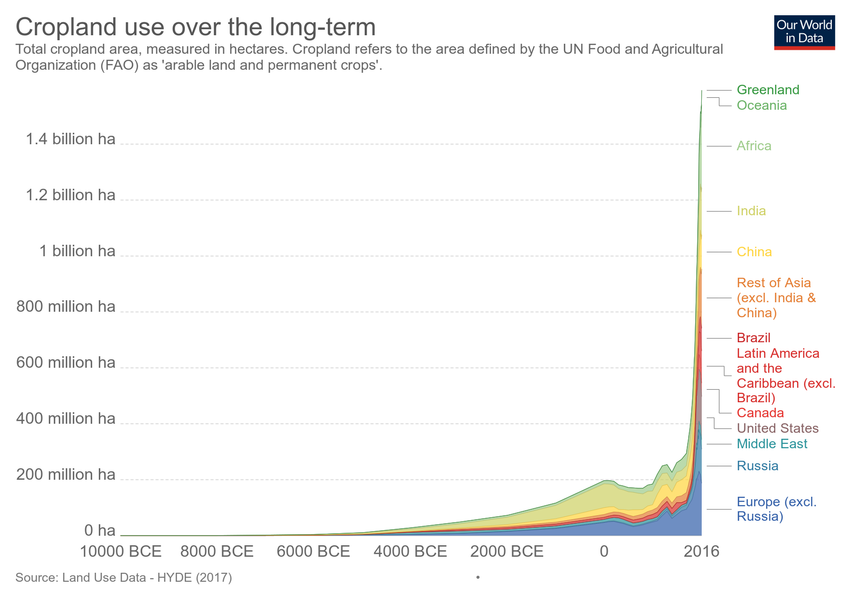 Cropland use over the long-term
Total cropland area, measured in hectares. Cropland refers to the area defined by the UN Food and Agricultural
Organization (FAO) as 'arable land and permanent crops'.
Our World
in Data
1.4 billion ha
1.2 billion ha
1 billion ha
800 million ha
600 million ha
400 million ha
200 million ha
0 ha
10000 BCE
8000 BCE
6000 BCE
4000 BCE
2000 BCE
0
2016
Greenland
Oceania
Africa
India
China
Rest of Asia
(excl. India &
China)
Brazil
Latin America
and the
Caribbean (excl.
Brazil)
Canada
United States
Middle East
Russia
Europe (excl.
Russia)
Source: Land Use Data - HYDE (2017)
•